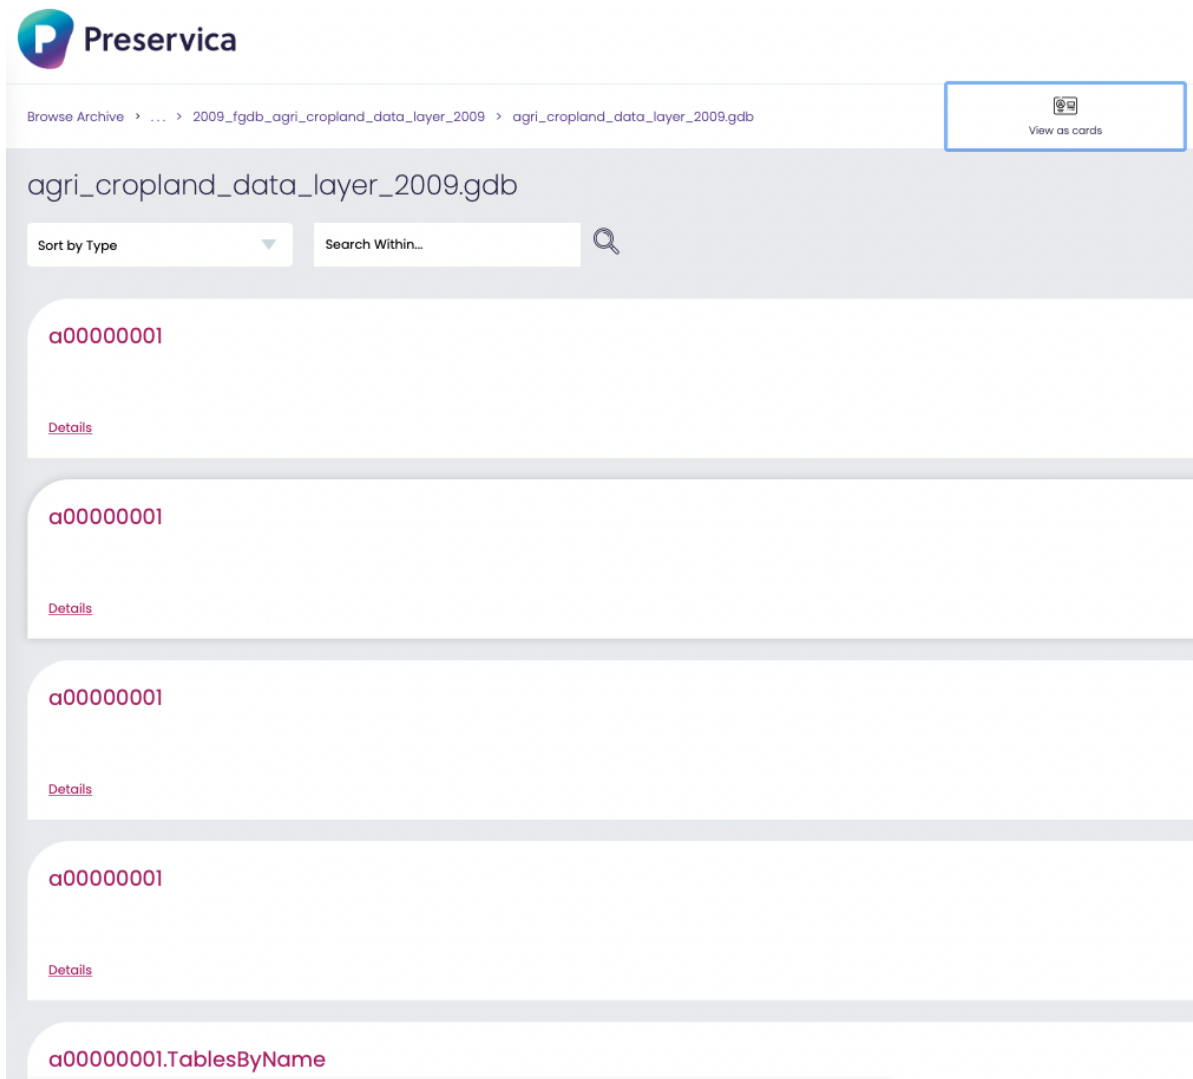 Preservica
Browse Archive > ... > 2009_fgdb_agri_cropland_data_layer_2009 > agri_cropland_data_layer_2009.gdb
View as cards
agri_cropland_data_layer_2009.gdb
Sort by Type
Search Within...
a00000001
Details
a00000001
Details
a00000001
Details
a00000001
Details
a00000001.TablesByName